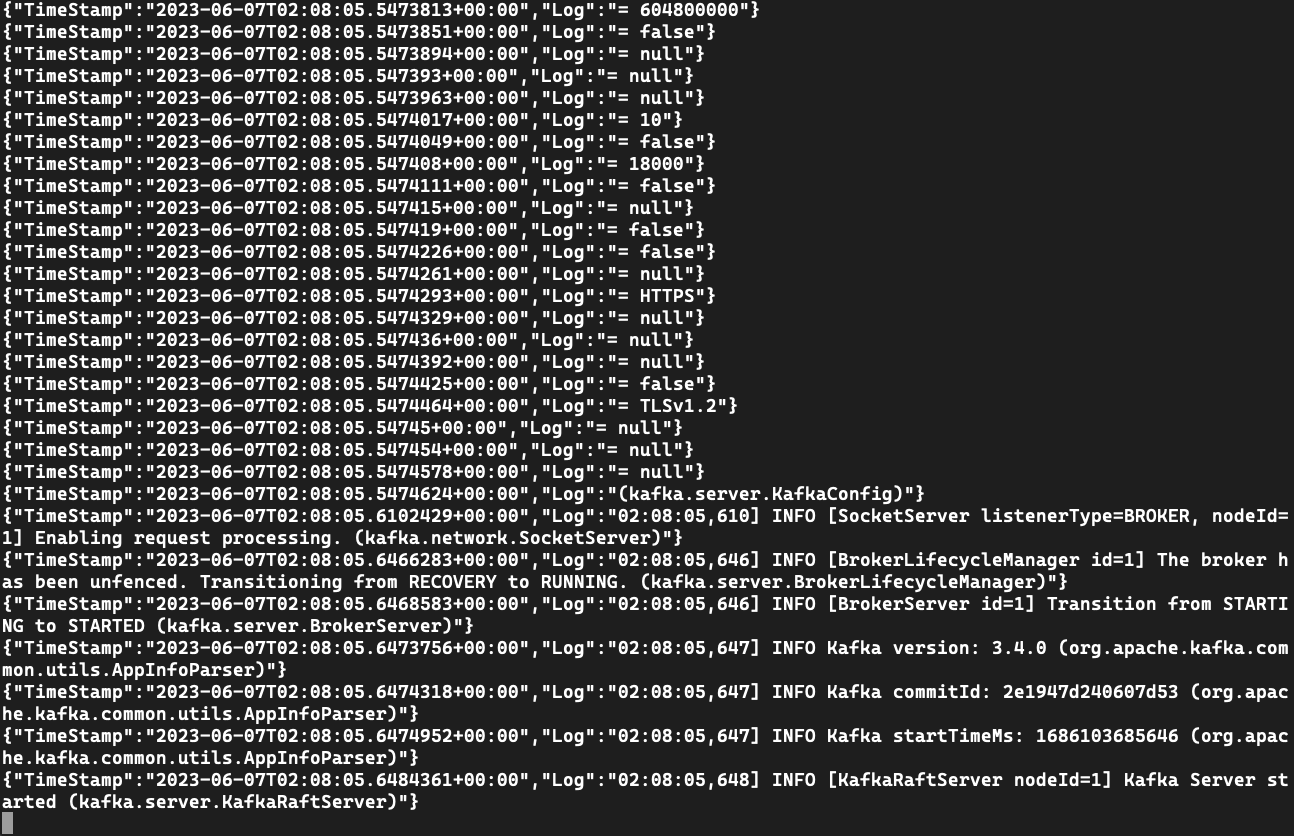 {"TimeStamp":"2023-06-07T02:08:05.5473813+00:00","Log":"= 604800000"}
{"TimeStamp":"2023-06-07T02:08:05.5473851+00:00","Log":"= false"}
{"TimeStamp":"2023-06-07T02:08:05.5473894+00:00","Log":"= null"}
{"TimeStamp":"2023-06-07T02:08:05.547393+00:00","Log":"= null"}
{"TimeStamp":"2023-06-07T02:08:05.5473963+00:00","Log":"= null"}
{"TimeStamp":"2023-06-07T02:08:05.5474017+00:00","Log":"= 10"}
{"TimeStamp":"2023-06-07T02:08:05.5474049+00:00","Log":"= false"}
{"TimeStamp":"2023-06-07T02:08:05.547408+00:00","Log":"= 18000"}
{"TimeStamp":"2023-06-07T02:08:05.5474111+00:00","Log":"= false"}
{"TimeStamp":"2023-06-07T02:08:05.547415+00:00","Log":"= null"}
{"TimeStamp":"2023-06-07T02:08:05.547419+00:00","Log":"= false"}
{"TimeStamp":"2023-06-07T02:08:05.5474226+00:00","Log":"= false"}
{"TimeStamp":"2023-06-07T02:08:05.5474261+00:00","Log":"= null"}
{"TimeStamp":"2023-06-07T02:08:05.5474293+00:00","Log":"= HTTPS"}
{"TimeStamp":"2023-06-07T02:08:05.5474329+00:00","Log":"= null"}
{"TimeStamp":"2023-06-07T02:08:05.547436+00:00","Log":"= null"}
{"TimeStamp":"2023-06-07T02:08:05.5474392+00:00","Log":"= null"}
{"TimeStamp":"2023-06-07T02:08:05.5474425+00:00","Log":"= false"}
{"TimeStamp":"2023-06-07T02:08:05.5474464+00:00","Log":"= TLSv1.2"}
{"TimeStamp":"2023-06-07T02:08:05.54745+00:00","Log":"= null"}
{"TimeStamp":"2023-06-07T02:08:05.547454+00:00","Log":"= null"}
{"TimeStamp":"2023-06-07T02:08:05.5474578+00:00","Log":"= null"}
{"TimeStamp":"2023-06-07T02:08:05.5474624+00:00","Log":"(kafka.server.KafkaConfig)"}
{"TimeStamp":"2023-06-07T02:08:05.6102429+00:00","Log":"02:08:05,610] INFO [SocketServer listenerType=BROKER, nodeId=
1] Enabling request processing. (kafka.network.SocketServer)"}
{"TimeStamp":"2023-06-07T02:08:05.6466283+00:00","Log":"02:08:05,646] INFO [BrokerLifecycleManager id=1] The broker h
as been unfenced. Transitioning from RECOVERY to RUNNING. (kafka.server.BrokerLifecycleManager)"}
{"TimeStamp":"2023-06-07T02:08:05.6468583+00:00","Log":"02:08:05,646] INFO [BrokerServer id=1] Transition from STARTI
NG to STARTED (kafka.server.BrokerServer)"}
{"TimeStamp":"2023-06-07T02:08:05.6473756+00:00","Log":"02:08:05,647] INFO Kafka version: 3.4.0 (org.apache.kafka.com
mon.utils.AppInfoParser)"}
{"TimeStamp":"2023-06-07T02:08:05.6474318+00:00","Log":"02:08:05,647] INFO Kafka commitId: 2e1947d240607d53 (org.apac
he.kafka.common.utils.AppInfoParser)"}
{"TimeStamp":"2023-06-07T02:08:05.6474952+00:00","Log":"02:08:05,647] INFO Kafka startTimeMs: 1686103685646 (org.apac
he.kafka.common.utils.AppInfoParser)"}
{"TimeStamp":"2023-06-07T02:08:05.6484361+00:00","Log":"02:08:05,648] INFO [KafkaRaftServer nodeId=1] Kafka Server st
arted (kafka.server.KafkaRaftServer)"}